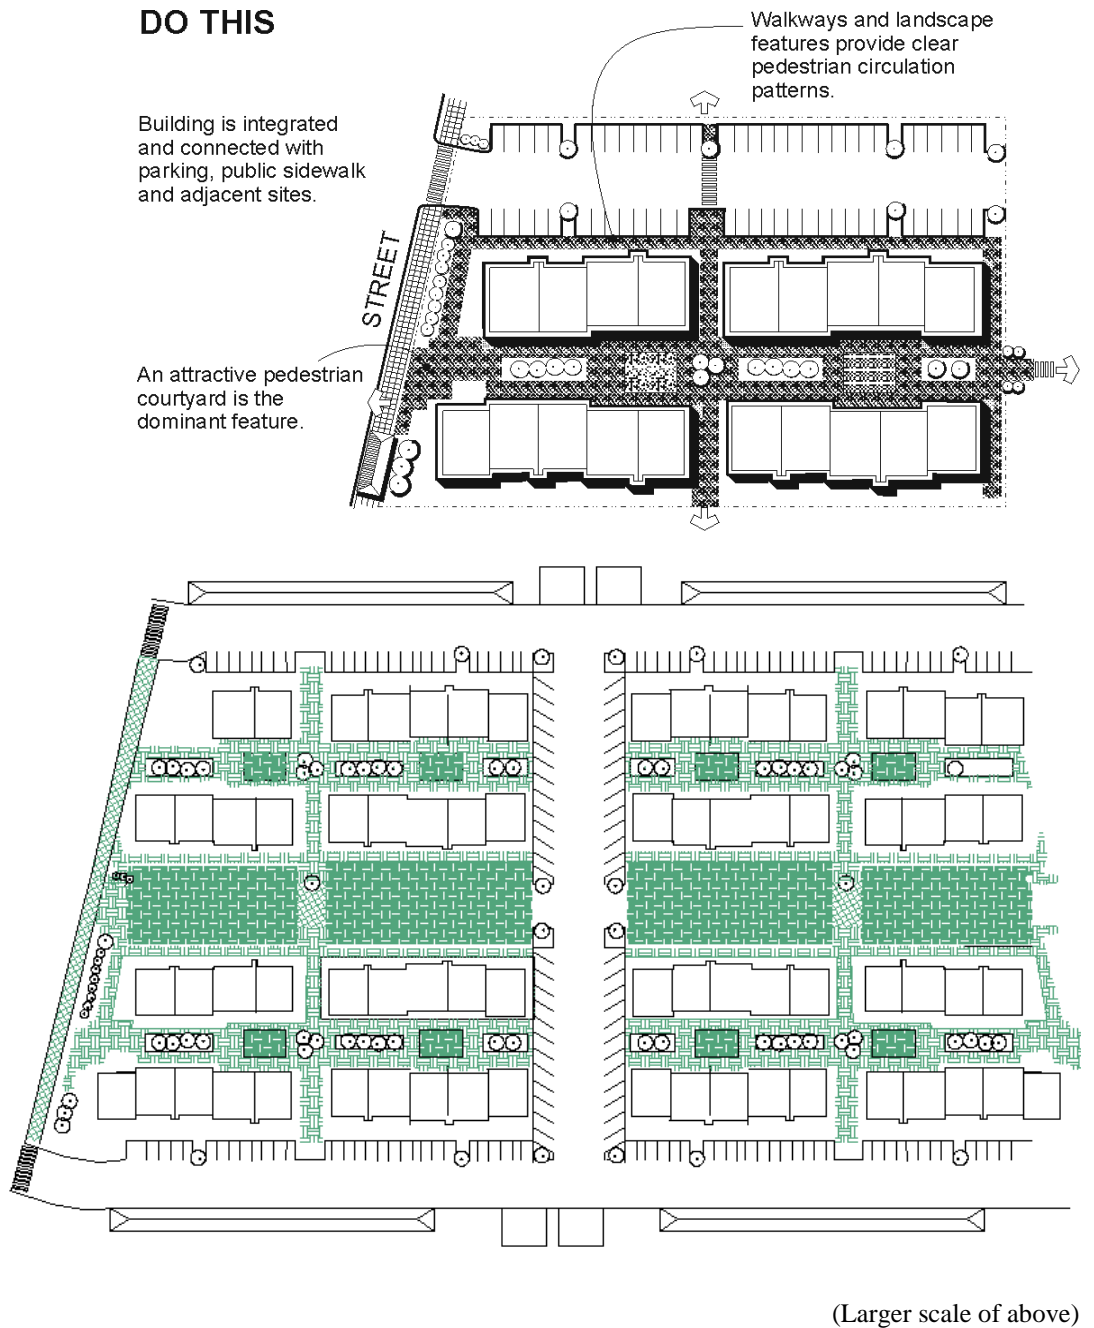 DO THIS
Walkways and landscape
features provide clear
pedestrian circulation
patterns.
Building is integrated
and connected with
parking, public sidewalk
and adjacent sites.
STREET
An attractive pedestrian
courtyard is the
dominant feature.
(Larger scale of above)